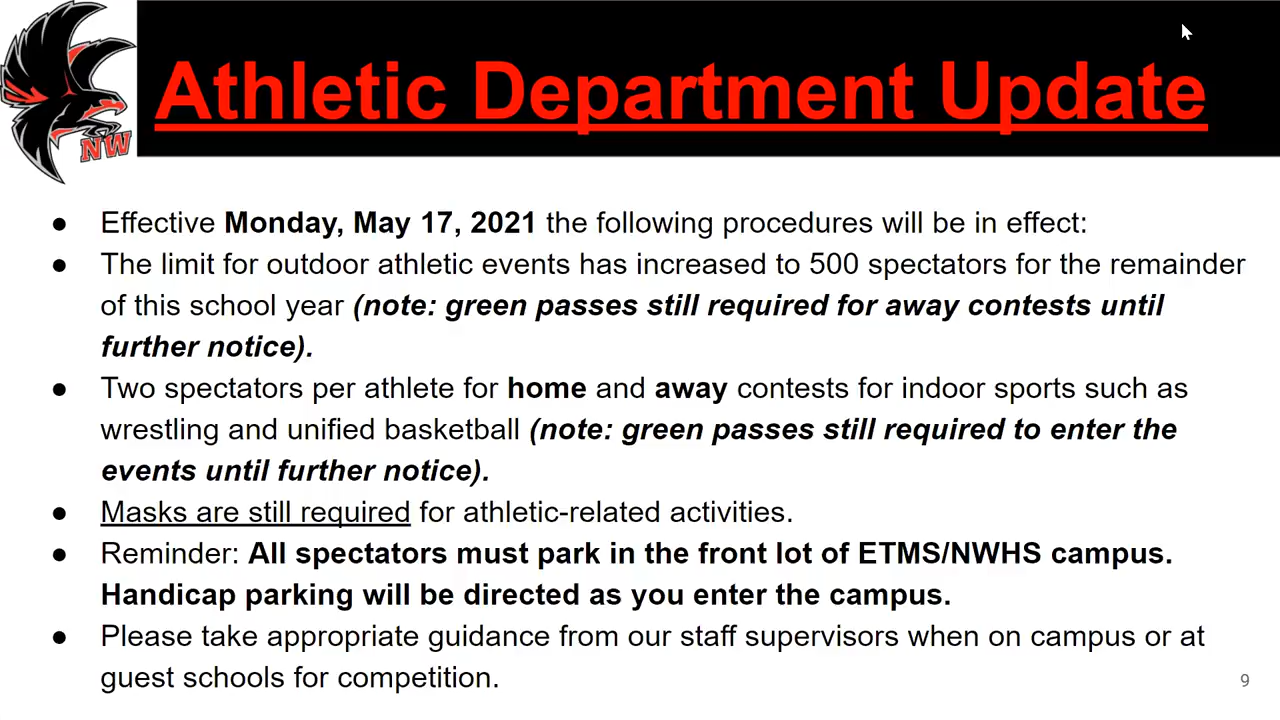 Athletic Department Update
NW
● Effective Monday, May 17, 2021 the following procedures will be in effect:
● The limit for outdoor athletic events has increased to 500 spectators for the remainder
of this school year (note: green passes still required for away contests until
further notice).
● Two spectators per athlete for home and away contests for indoor sports such as
wrestling and unified basketball (note: green passes still required to enter the
events until further notice).
● Masks are still required for athletic-related activities.
● Reminder: All spectators must park in the front lot of ETMS/NWHS campus.
Handicap parking will be directed as you enter the campus.
● Please take appropriate guidance from our staff supervisors when on campus or at
guest schools for competition.
9